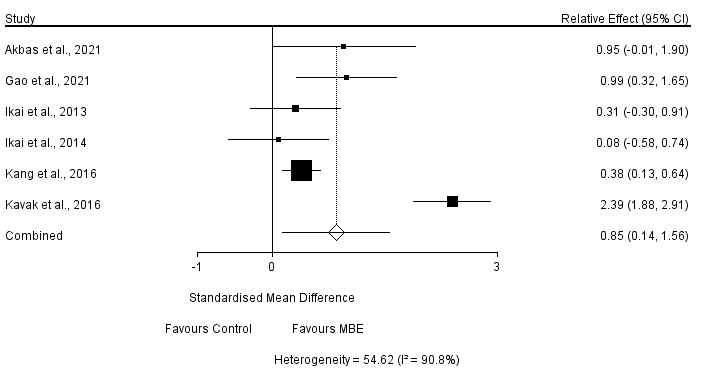 Study Relative Effect (95% CI)
Akbas et al., 2021 0.95 (-0.01, 1.90)
Gao et al., 2021 0.99 (0.32, 1.65)
Ikai et al., 2013 0.31 (-0.30, 0.91)
Ikai et al., 2014 0.08 (-0.58, 0.74)
Kang et al., 2016 0.38 (0.13, 0.64)
Kavak et al., 2016 2.39 (1.88, 2.91)
Combined 0.85 (0.14, 1.56)
-1 0 3
Standardised Mean Difference
Favours Control Favours MBE
Heterogeneity = 54.62 (I² = 90.8%)